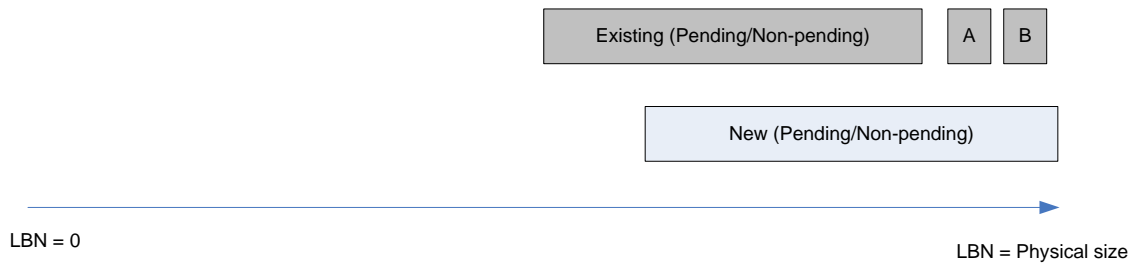 Existing (Pending/Non-pending)
A
B
New (Pending/Non-pending)
LBN = 0
LBN = Physical size